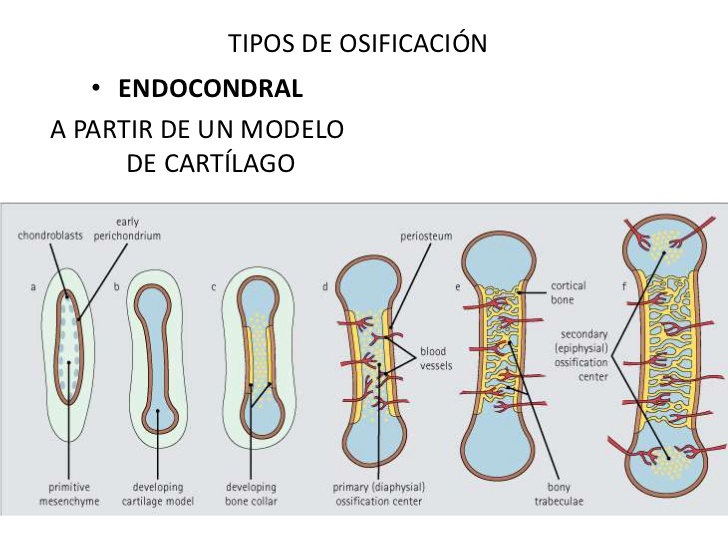 TIPOS DE OSIFICACIÓN
• ENDOCONDRAL
A PARTIR DE UN MODELO
DE CARTÍLAGO
chondroblasts
early
perichondrium
periosteum
a
b
c
d
e
f
cortical
bone
blood
vessels
secondary
(epiphysial)
ossification
center
primitive
mesenchyme
developing
cartilage model
developing
bone collar
primary (diaphysial)
ossification center
bony
trabeculae